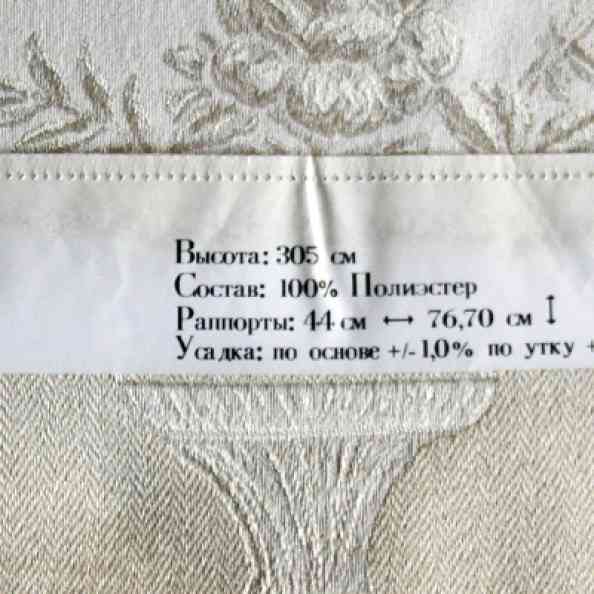 Высота: 305 см
Состав: 100% Полиэстер
Раппорты: 44 см ↔ 76,70 см ↕
Усадка: по основе +/- 1,0% по утку +